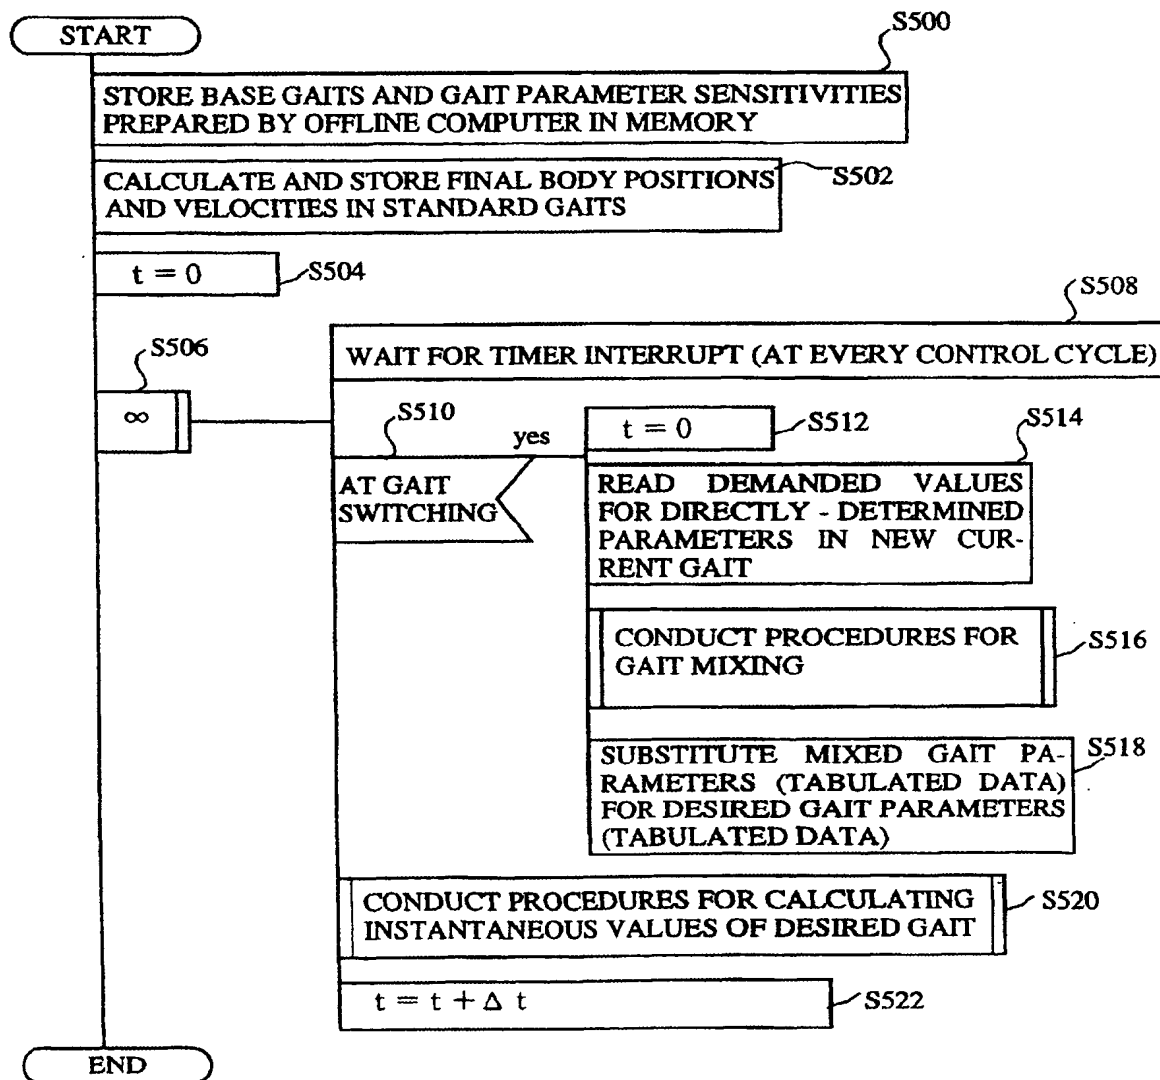 START
S500
STORE BASE GAITS AND GAIT PARAMETER SENSITIVITIES
PREPARED BY OFFLINE COMPUTER IN MEMORY
CALCULATE AND STORE FINAL BODY POSITIONS
AND VELOCITIES IN STANDARD GAITS
S502
t = 0
S504
S508
WAIT FOR TIMER INTERRUPT (AT EVERY CONTROL CYCLE)
S506
∞
S510
yes
AT GAIT
SWITCHING
t = 0
S512
S514
READ DEMANDED VALUES
FOR DIRECTLY - DETERMINED
PARAMETERS IN NEW CUR-
RENT GAIT
CONDUCT PROCEDURES FOR
GAIT MIXING
S516
SUBSTITUTE MIXED GAIT PA-
RAMETERS (TABULATED DATA)
FOR DESIRED GAIT PARAMETERS
(TABULATED DATA)
S518
CONDUCT PROCEDURES FOR CALCULATING
INSTANTANEOUS VALUES OF DESIRED GAIT
S520
t = t + Δ t
S522
END